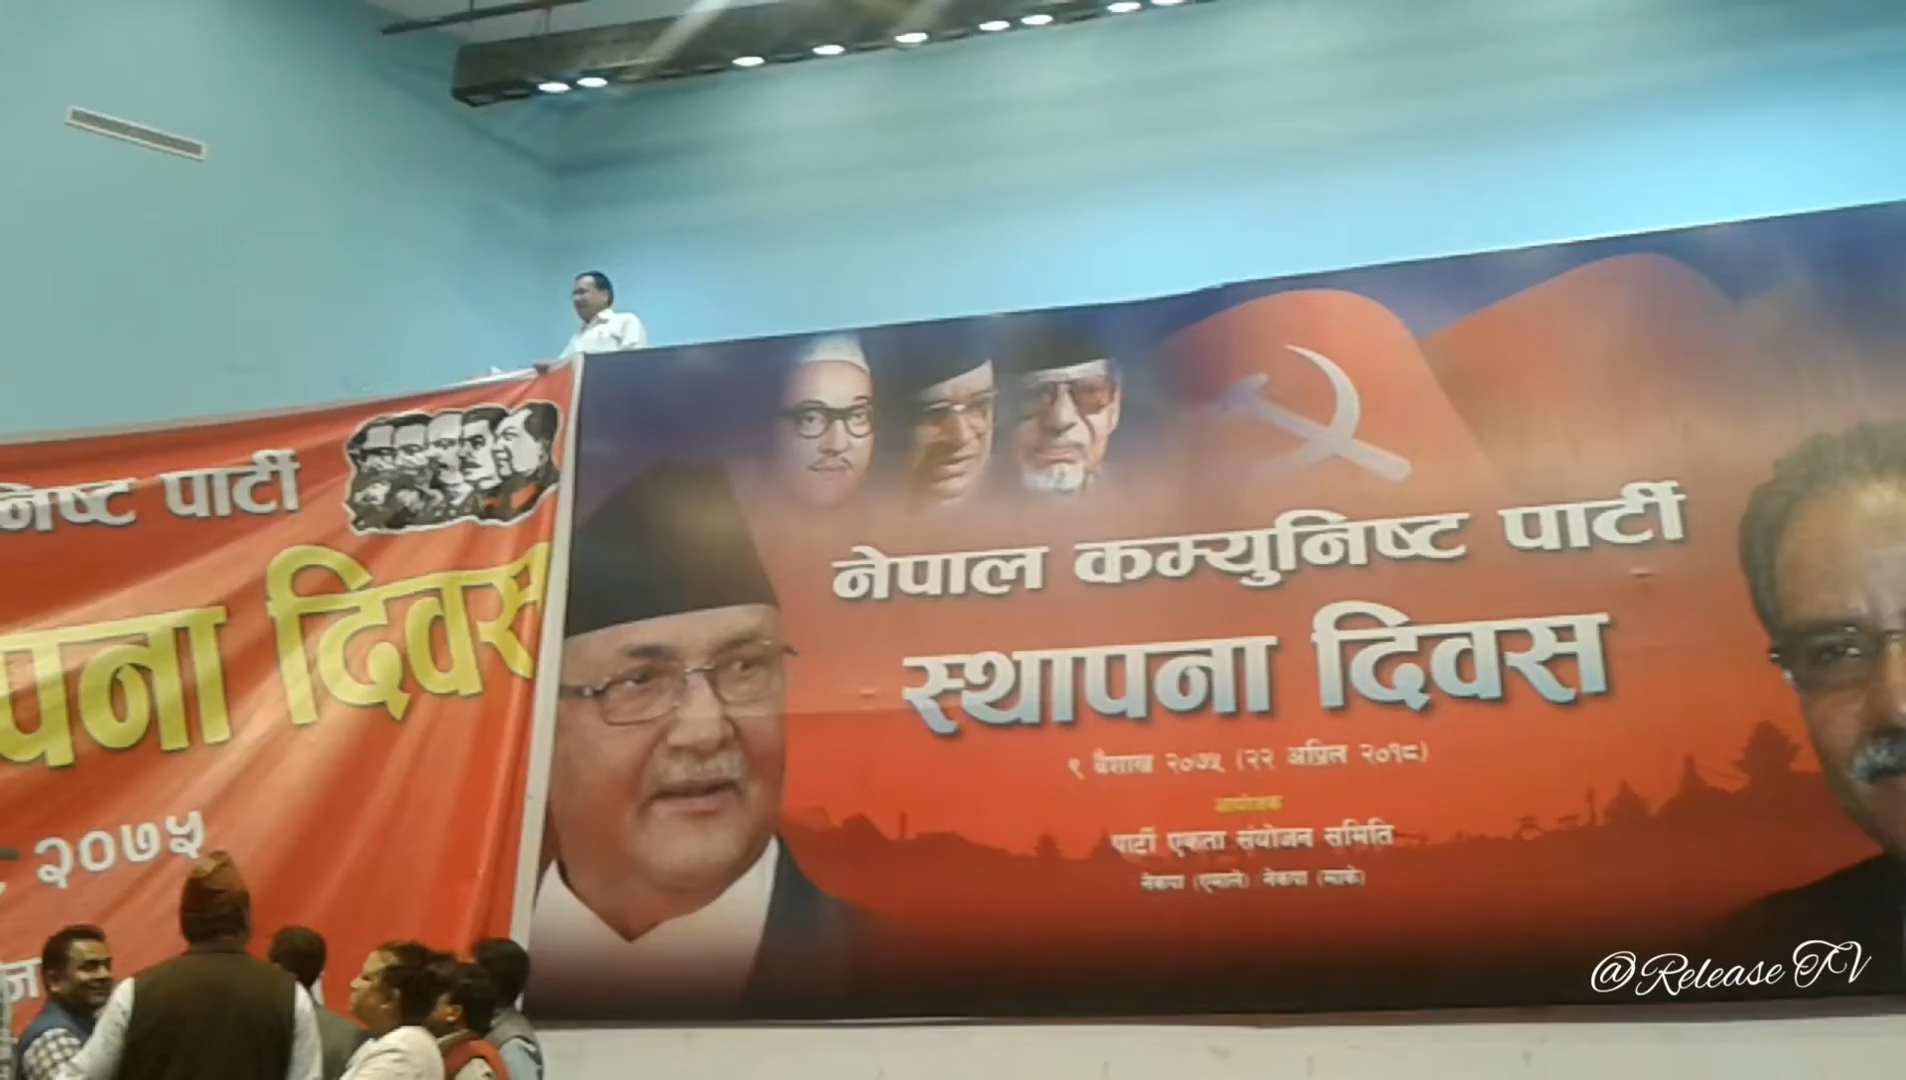 निष्ट पार्टी
पना दिवस
२०७५
नेपाल कम्युनिष्ट पार्टी
स्थापना दिवस
९ बैशाख २०७५ (२२ अप्रिल २०१८)
आयोजक
पार्टी एकता संयोजन समिति
नेकपा (एमाले) नेकपा (माके)
@Release TV